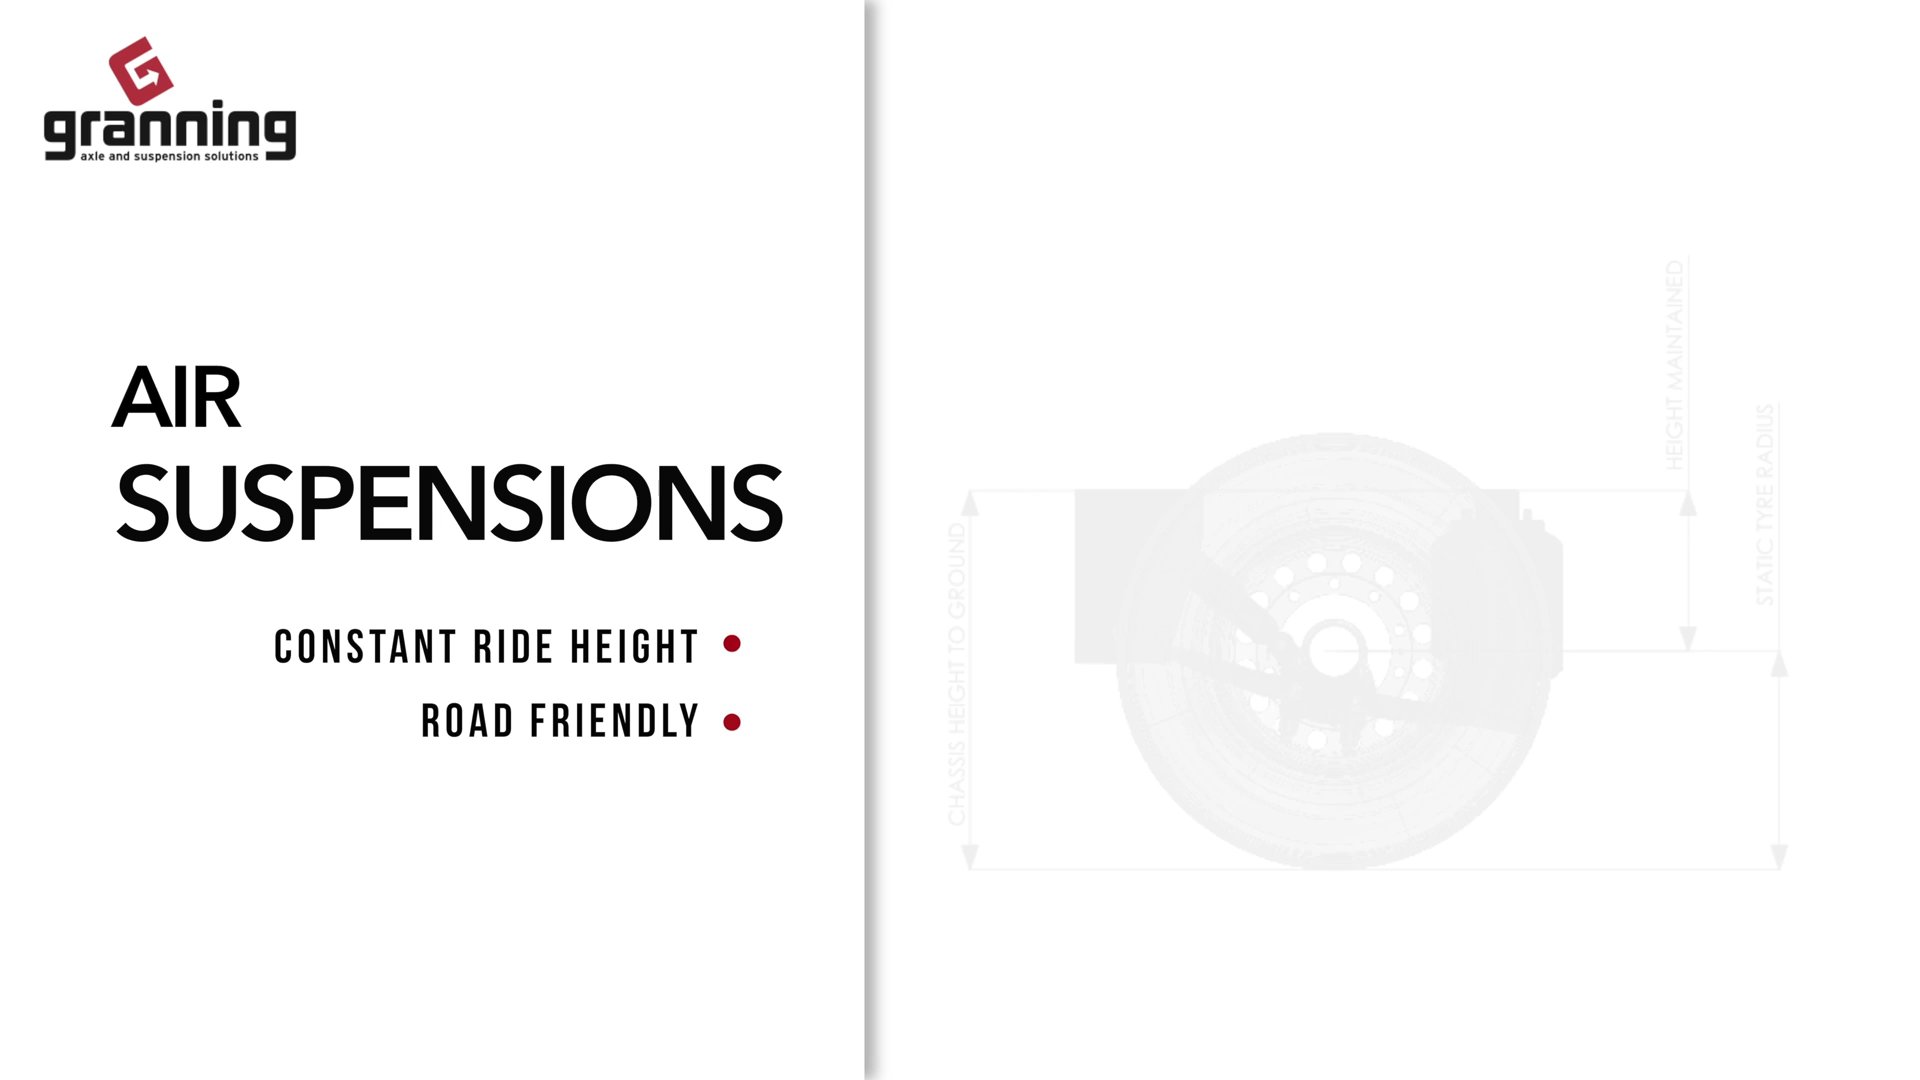 granning
axle and suspension solutions
AIR
SUSPENSIONS
CONSTANT RIDE HEIGHT
ROAD FRIENDLY
CHASSIS HEIGHT TO GROUND
HEIGHT MAINTAINED
STATIC TYRE RADIUS